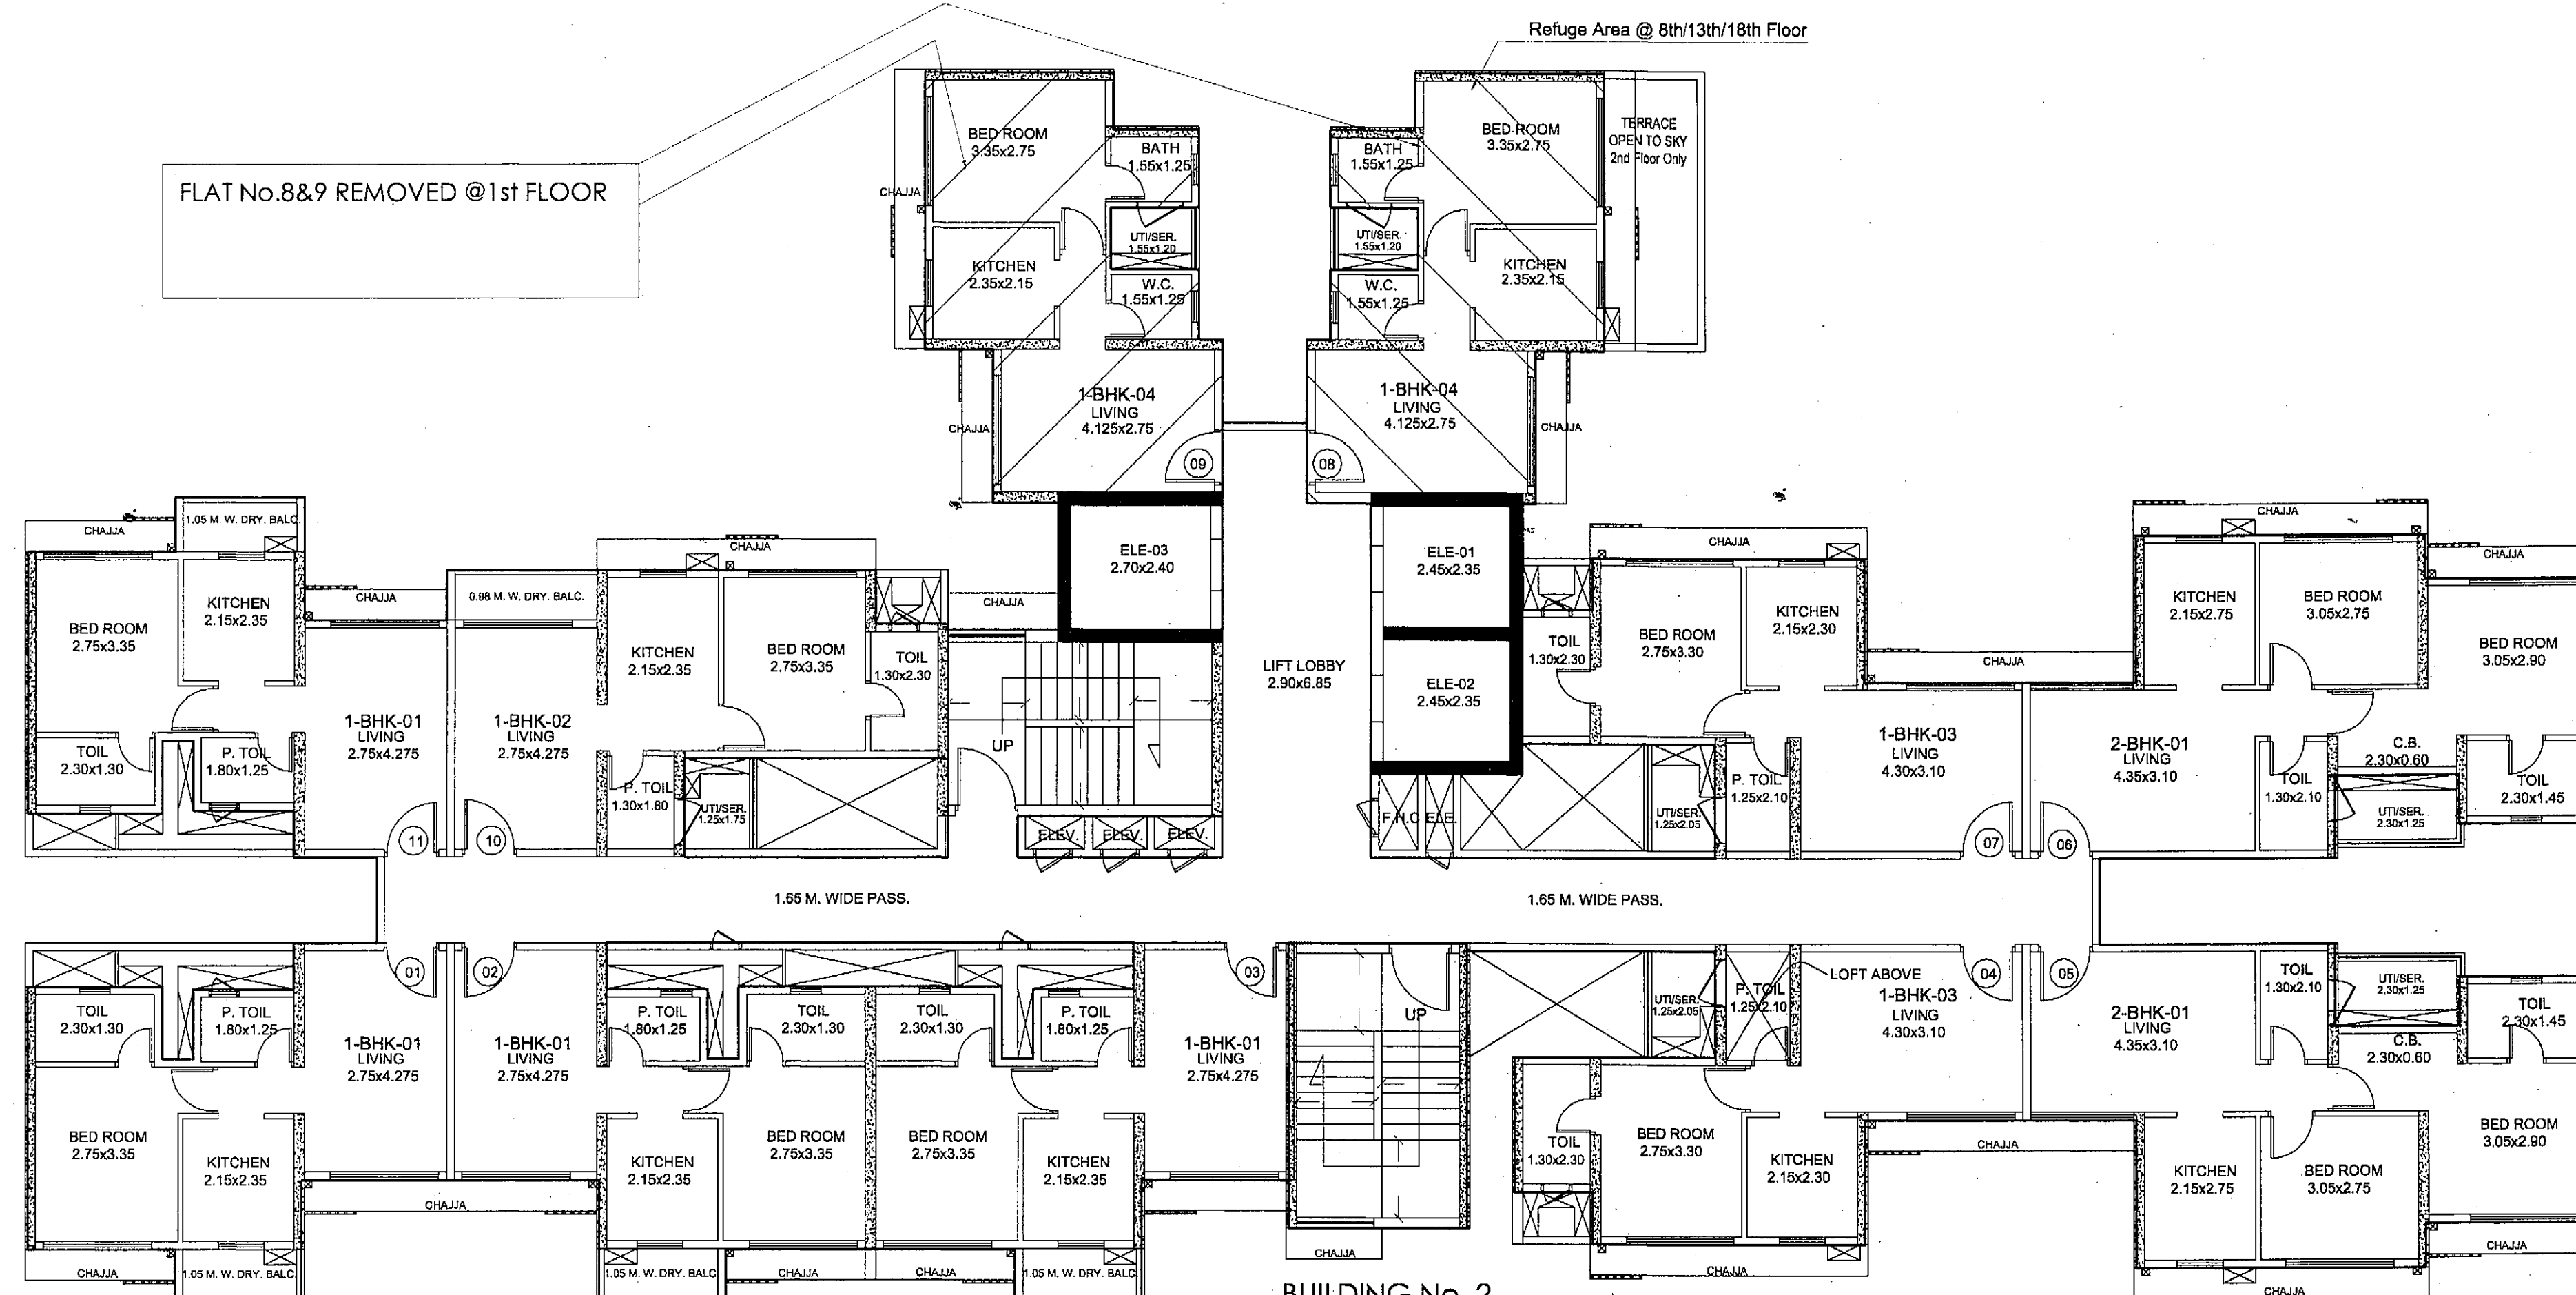 Refuge Area @ 8th/13th/18th Floor
FLAT No.8&9 REMOVED @1st FLOOR
BED ROOM
3.35x2.75
BATH
1.55x1.25
CHAJJA
UTI/SER.
1.55x1.20
KITCHEN
2.35x2.15
W.C.
1.55x1.25
1-BHK-04
LIVING
4.125x2.75
CHAJJA
09
BED ROOM
3.35x2.75
BATH
1.55x1.25
TERRACE
OPEN TO SKY
2nd Floor Only
UTI/SER.
1.55x1.20
KITCHEN
2.35x2.15
W.C.
1.55x1.25
1-BHK-04
LIVING
4.125x2.75
CHAJJA
08
CHAJJA
1.05 M. W. DRY. BALC.
BED ROOM
2.75x3.35
KITCHEN
2.15x2.35
CHAJJA
TOIL
2.30x1.30
P. TOIL
1.80x1.25
1-BHK-01
LIVING
2.75x4.275
11
0.98 M. W. DRY. BALC.
CHAJJA
1-BHK-02
LIVING
2.75x4.275
10
KITCHEN
2.15x2.35
BED ROOM
2.75x3.35
TOIL
1.30x2.30
P. TOIL
1.30x1.80
UTI/SER.
1.25x1.75
CHAJJA
UP
ELE-03
2.70x2.40
ELEV.
ELEV.
ELEV.
LIFT LOBBY
2.90x6.85
ELE-01
2.45x2.35
ELE-02
2.45x2.35
F.H.C
ELE.
CHAJJA
TOIL
1.30x2.30
BED ROOM
2.75x3.30
KITCHEN
2.15x2.30
UTI/SER.
1.25x2.05
P. TOIL
1.25x2.10
CHAJJA
1-BHK-03
LIVING
4.30x3.10
07
CHAJJA
KITCHEN
2.15x2.75
BED ROOM
3.05x2.75
2-BHK-01
LIVING
4.35x3.10
06
TOIL
1.30x2.10
C.B.
2.30x0.60
UTI/SER.
2.30x1.25
CHAJJA
BED ROOM
3.05x2.90
TOIL
2.30x1.45
1.65 M. WIDE PASS.
1.65 M. WIDE PASS.
TOIL
2.30x1.30
P. TOIL
1.80x1.25
01
1-BHK-01
LIVING
2.75x4.275
BED ROOM
2.75x3.35
KITCHEN
2.15x2.35
CHAJJA
1.05 M. W. DRY. BALC.
CHAJJA
02
1-BHK-01
LIVING
2.75x4.275
P. TOIL
1.80x1.25
TOIL
2.30x1.30
KITCHEN
2.15x2.35
BED ROOM
2.75x3.35
1.05 M. W. DRY. BALC.
CHAJJA
TOIL
2.30x1.30
P. TOIL
1.80x1.25
03
1-BHK-01
LIVING
2.75x4.275
BED ROOM
2.75x3.35
KITCHEN
2.15x2.35
CHAJJA
1.05 M. W. DRY. BALC.
UP
CHAJJA
UTI/SER.
1.25x2.05
P. TOIL
1.25x2.10
LOFT ABOVE
04
1-BHK-03
LIVING
4.30x3.10
TOIL
1.30x2.30
BED ROOM
2.75x3.30
KITCHEN
2.15x2.30
CHAJJA
CHAJJA
05
2-BHK-01
LIVING
4.35x3.10
TOIL
1.30x2.10
UTI/SER.
2.30x1.25
C.B.
2.30x0.60
TOIL
2.30x1.45
KITCHEN
2.15x2.75
BED ROOM
3.05x2.75
BED ROOM
3.05x2.90
CHAJJA
CHAJJA
BUILDING No. 2